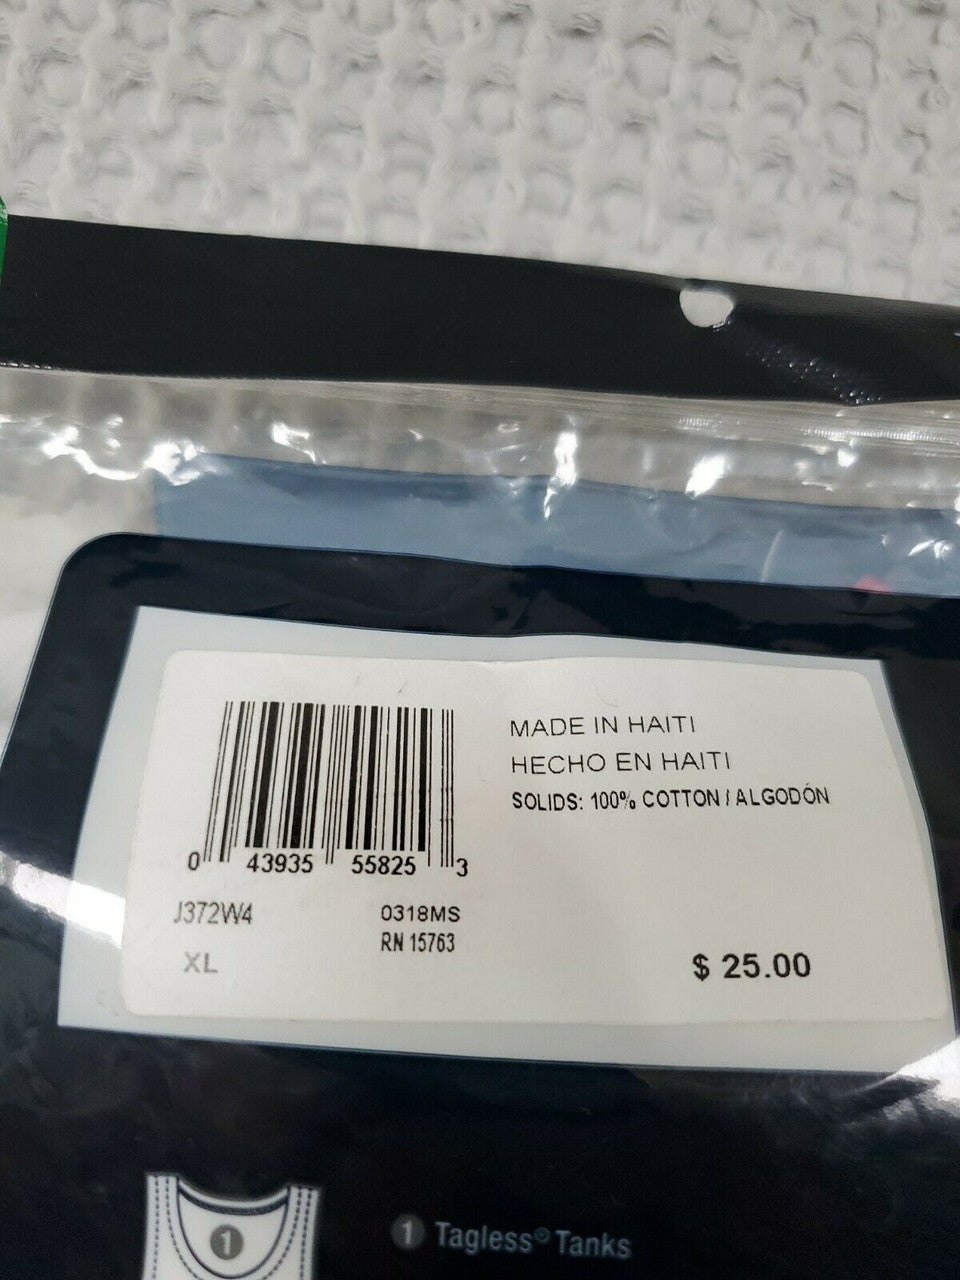 MADE IN HAITI
HECHO EN HAITI
SOLIDS: 100% COTTON / ALGODÓN
0 43935 55825 3
J372W4 0318MS
RN 15763
XL $ 25.00
1 1 Tagless® Tanks